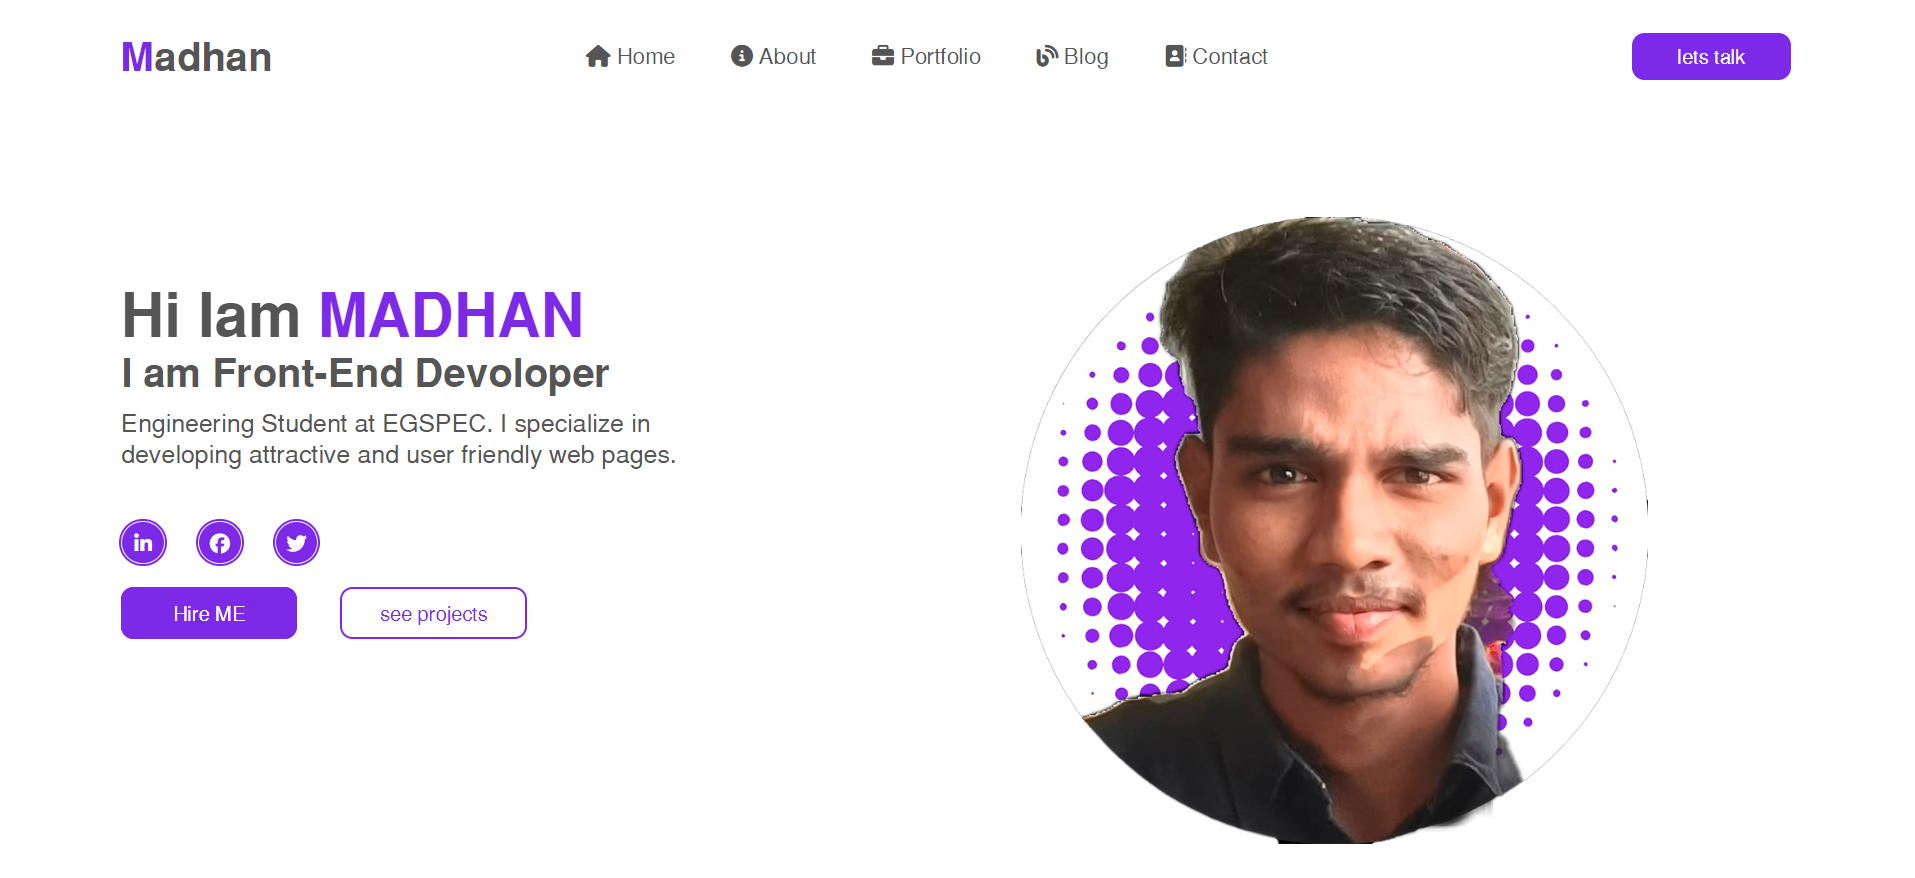 Madhan
Home
About
Portfolio
Blog
Contact
lets talk
Hi Iam MADHAN
I am Front-End Devoloper
Engineering Student at EGSPEC. I specialize in
developing attractive and user friendly web pages.
in
Hire ME
see projects